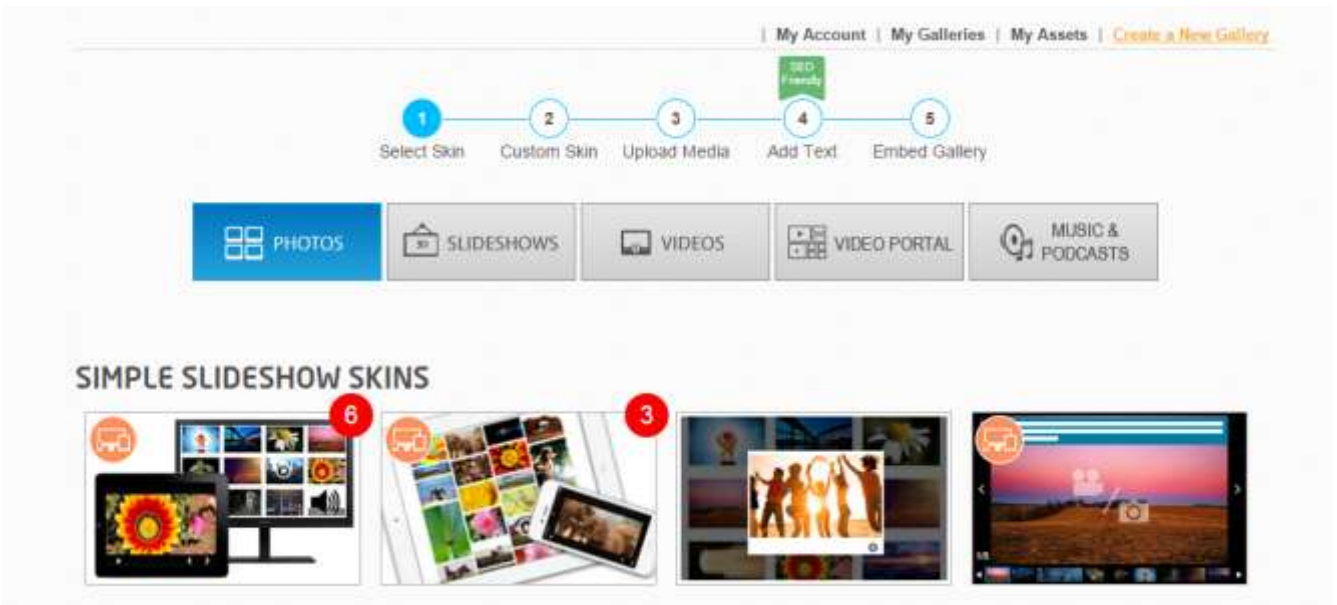 | My Account | My Galleries | My Assets | Create a New Gallery
SEO
Friendly
1 2 3 4 5
Select Skin Custom Skin Upload Media Add Text Embed Gallery
PHOTOS SLIDESHOWS VIDEOS VIDEO PORTAL MUSIC &
PODCASTS
SIMPLE SLIDESHOW SKINS
6 3